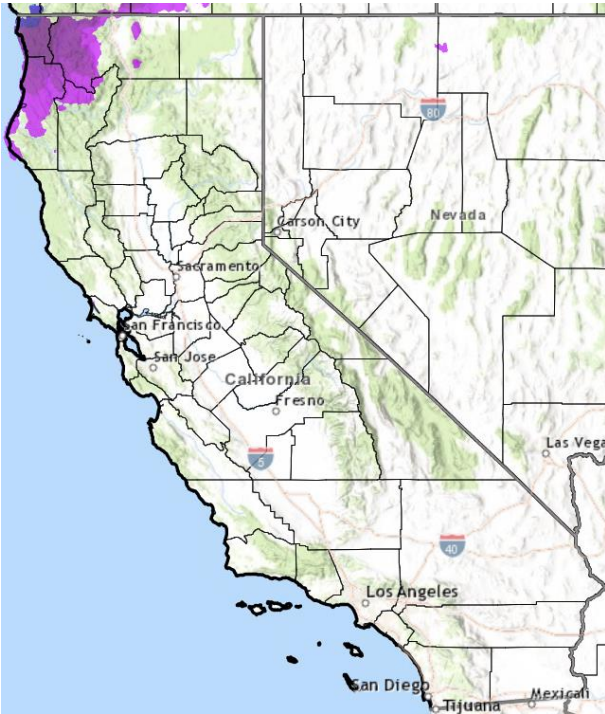 80
Carson City
Nevada
Sacramento
San Francisco
San Jose
California
Fresno
Las Vega
5
40
Los Angeles
San Diego
Mexicali
Tijuana